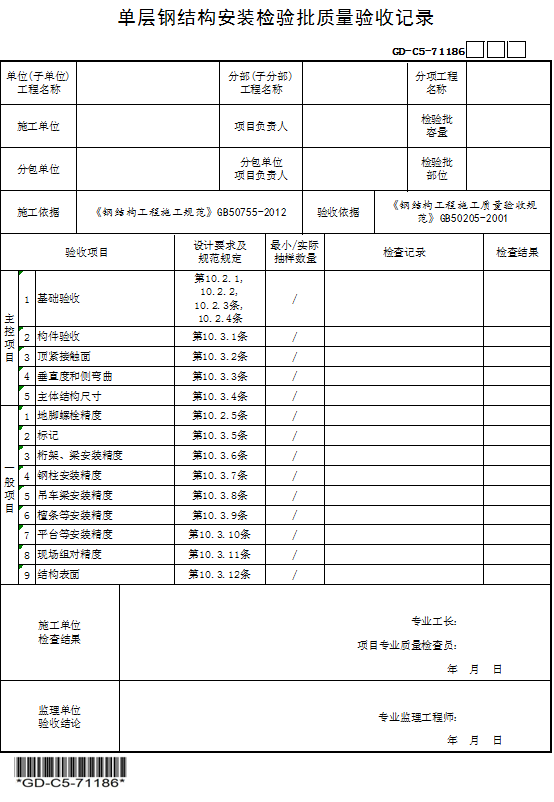 单层钢结构安装检验批质量验收记录
GD-C5-71186
单位(子单位)
工程名称
分部(子分部)
工程名称
分项工程
名称
施工单位
项目负责人
检验批
容量
分包单位
分包单位
项目负责人
检验批
部位
施工依据
《钢结构工程施工规范》GB50755-2012
验收依据
《钢结构工程施工质量验收规
范》GB50205-2001
验收项目
设计要求及
规范规定
最小/实际
抽样数量
检查记录
检查结果
主控项目
1 基础验收 第10.2.1,
10.2.2,
10.2.3条,
10.2.4条
/
2 构件验收 第10.3.1条 /
3 顶紧接触面 第10.3.2条 /
4 垂直度和侧弯曲 第10.3.3条 /
5 主体结构尺寸 第10.3.4条 /
一般项目
1 地脚螺栓精度 第10.2.5条 /
2 标记 第10.3.5条 /
3 桁架、梁安装精度 第10.3.6条 /
4 钢柱安装精度 第10.3.7条 /
5 吊车梁安装精度 第10.3.8条 /
6 檀条等安装精度 第10.3.9条 /
7 平台等安装精度 第10.3.10条 /
8 现场组对精度 第10.3.11条 /
9 结构表面 第10.3.12条 /
施工单位
检查结果
专业工长:
项目专业质量检查员:
年 月 日
监理单位
验收结论
专业监理工程师:
年 月 日
*GD-C5-71186*